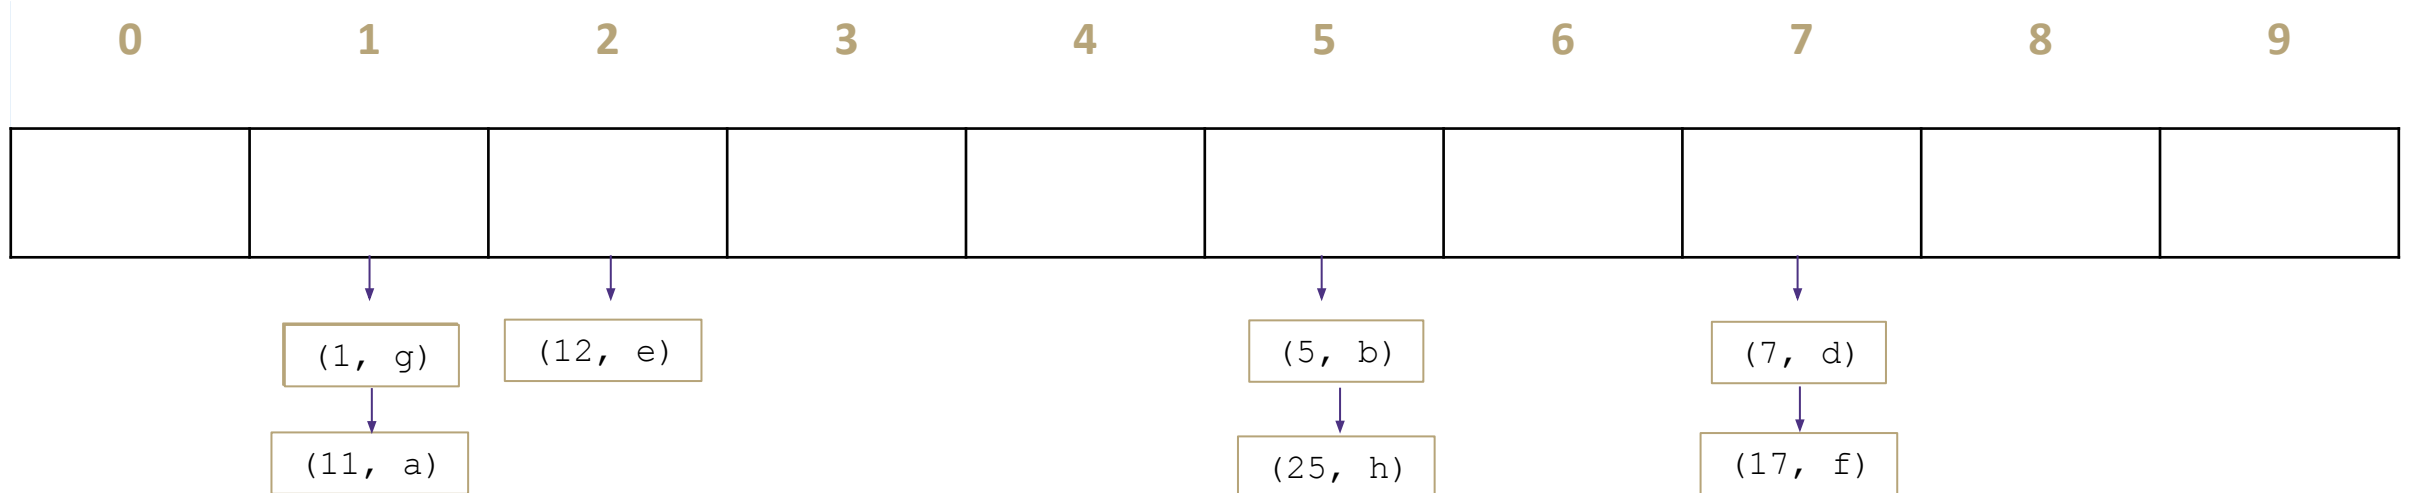 0 1 2 3 4 5 6 7 8 9
(1, g) (12, e) (5, b) (7, d)
(11, a) (25, h) (17, f)